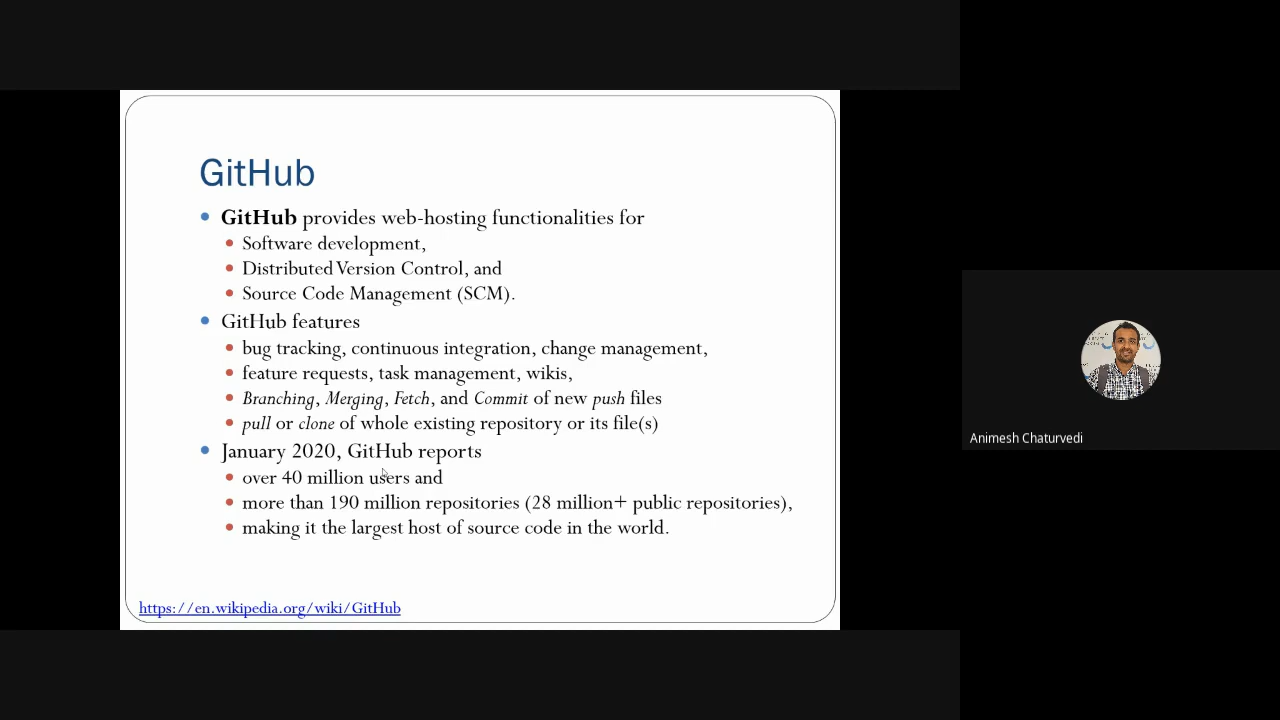 GitHub
GitHub provides web-hosting functionalities for
Software development,
Distributed Version Control, and
Source Code Management (SCM).
GitHub features
bug tracking, continuous integration, change management,
feature requests, task management, wikis,
Branching, Merging, Fetch, and Commit of new push files
pull or clone of whole existing repository or its file(s)
January 2020, GitHub reports
over 40 million users and
more than 190 million repositories (28 million+ public repositories),
making it the largest host of source code in the world.
https://en.wikipedia.org/wiki/GitHub
Animesh Chaturvedi